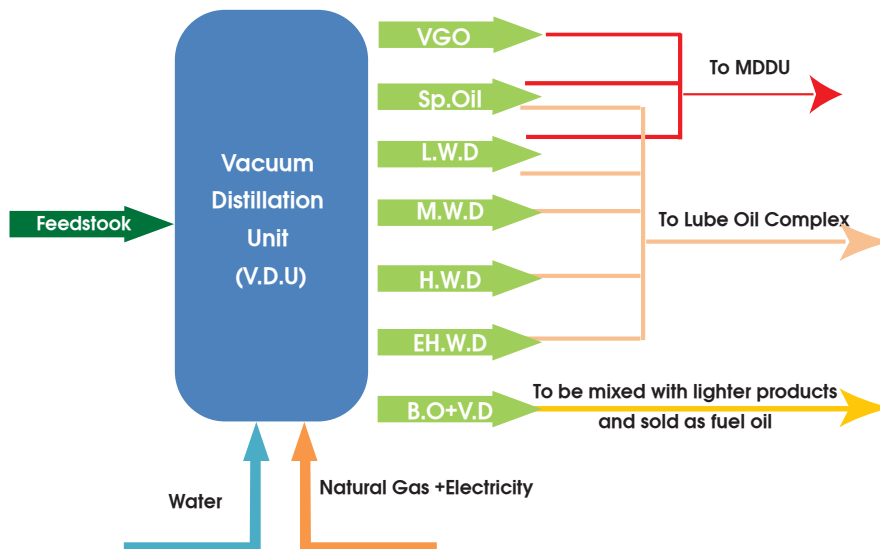 VGO
To MDDU
Sp.Oil
L.W.D
Vacuum
Distillation
Unit
(V.D.U)
Feedstook
M.W.D
To Lube Oil Complex
H.W.D
EH.W.D
To be mixed with lighter products
B.O+V.D
and sold as fuel oil
Water
Natural Gas +Electricity